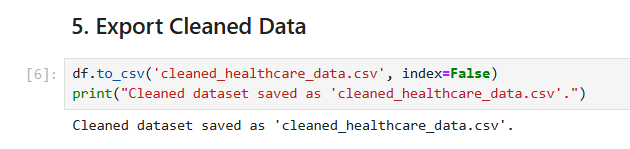 5. Export Cleaned Data
[6]: df.to_csv('cleaned_healthcare_data.csv', index=False)
print("Cleaned dataset saved as 'cleaned_healthcare_data.csv'.")
Cleaned dataset saved as 'cleaned_healthcare_data.csv'.